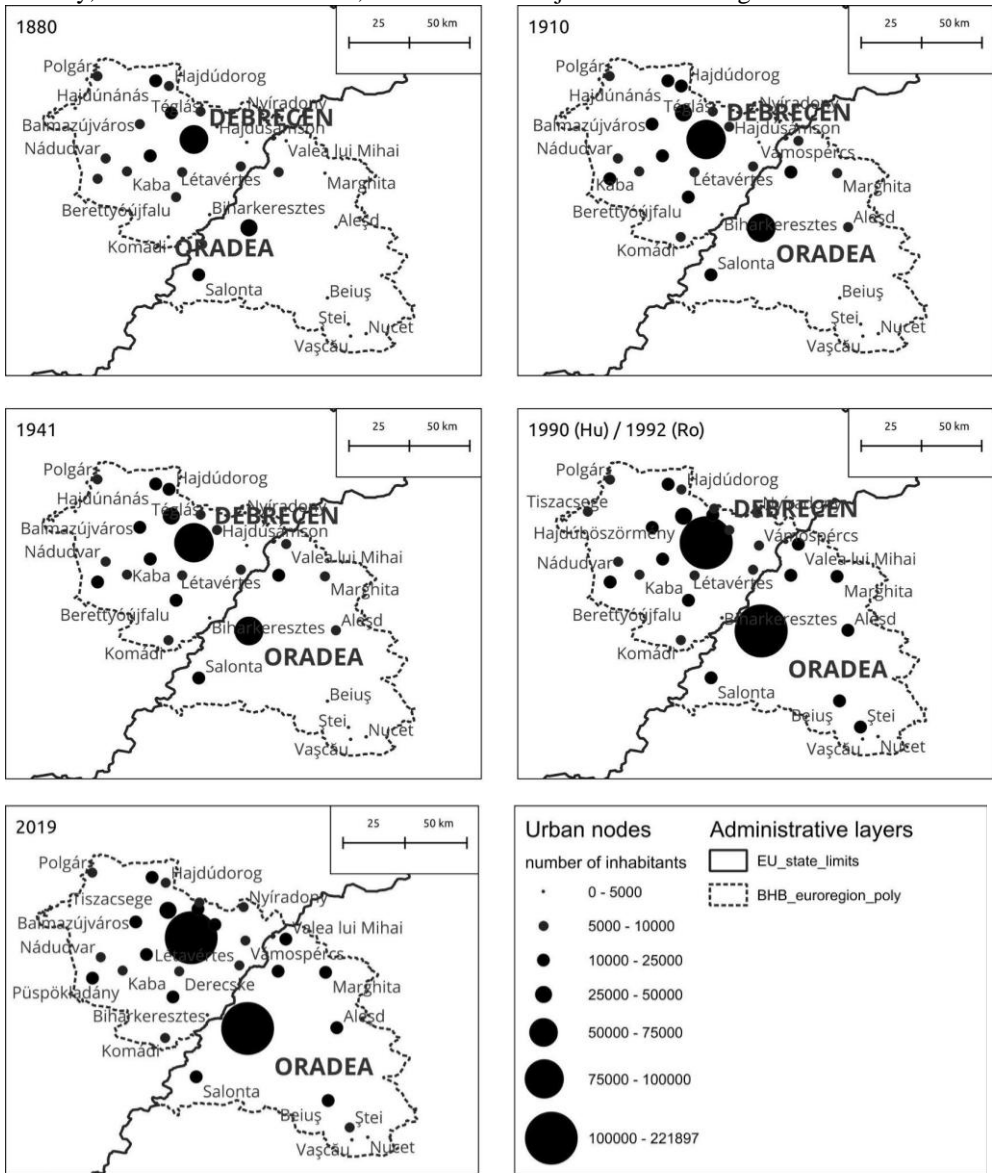 1880
25 50 km
Polgár
Hajdúdorog
Hajdúnánás
Téglás
Nyíradony
DEBRECEN
Balmazújváros
Hajdúsámson
Nádudvar
Valea lui Mihai
Kaba
Létavértes
Marghita
Berettyóújfalu
Biharkeresztes
Aleşd
Komádi
ORADEA
Salonta
Beiuş
Ştei
Nucet
Vaşcău
1910
25 50 km
Polgár
Hajdúdorog
Hajdúnánás
Téglás
Nyíradony
DEBRECEN
Balmazújváros
Hajdúsámson
Nádudvar
Vámospércs
Kaba
Létavértes
Marghita
Berettyóújfalu
Biharkeresztes
Aleşd
Komádi
ORADEA
Salonta
Beiuş
Ştei
Nucet
Vaşcău
1941
25 50 km
Polgár
Hajdúdorog
Hajdúnánás
Téglás
Nyíradony
DEBRECEN
Balmazújváros
Hajdúsámson
Nádudvar
Valea lui Mihai
Kaba
Létavértes
Marghita
Berettyóújfalu
Biharkeresztes
Aleşd
Komádi
ORADEA
Salonta
Beiuş
Ştei
Nucet
Vaşcău
1990 (Hu) / 1992 (Ro)
25 50 km
Polgár
Hajdúdorog
Tiszacsege
DEBRECEN
Nyíradony
Hajdúböszörmény
Vámospércs
Nádudvar
Valea lui Mihai
Kaba
Létavértes
Marghita
Berettyóújfalu
Biharkeresztes
Aleşd
Komádi
ORADEA
Salonta
Beiuş
Ştei
Vaşcău
Nucet
2019
25 50 km
Polgár
Hajdúdorog
Tiszacsege
Nyíradony
Balmazújváros
Valea lui Mihai
Nádudvar
Létavértes
Vámospércs
Kaba
Derecske
Marghita
Püspökladány
Biharkeresztes
Aleşd
Komádi
ORADEA
Salonta
Beiuş
Ştei
Vaşcău
Nucet
Urban nodes
number of inhabitants
0 - 5000
5000 - 10000
10000 - 25000
25000 - 50000
50000 - 75000
75000 - 100000
100000 - 221897
Administrative layers
EU_state_limits
BHB_euroregion_poly